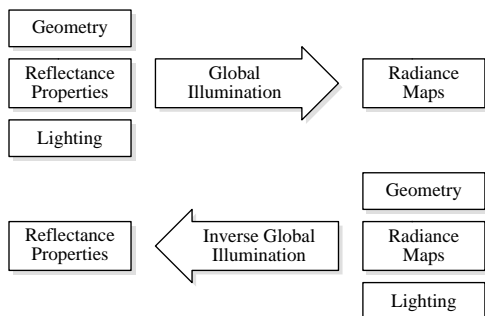 Geometry
Reflectance
Properties
Lighting
Global
Illumination
Radiance
Maps
Reflectance
Properties
Inverse Global
Illumination
Geometry
Radiance
Maps
Lighting